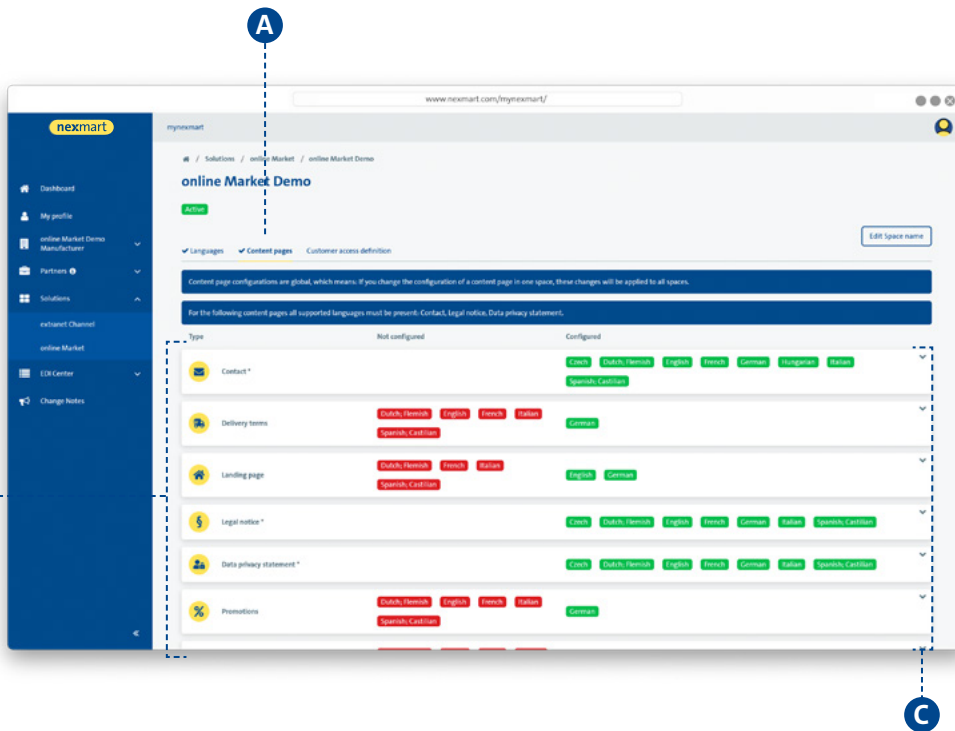 A
www.nexmart.com/mynexmart/
nexmart
mynexmart
/ Solutions / online Market / online Market Demo
online Market Demo
Active
Edit Space name
Languages Content pages Customer access definition
Dashboard
My profile
online Market Demo
Manufacturer
Partners
Solutions
extranet Channel
online Market
EDI Center
Change Notes
Content page configurations are global, which means: If you change the configuration of a content page in one space, these changes will be applied to all spaces.
For the following content pages all supported languages must be present: Contact, Legal notice, Data privacy statement.
Type Not configured Configured
Contact * Czech Dutch; Flemish English French German Hungarian Italian
Spanish; Castilian
Delivery terms Dutch; Flemish English French Italian German
Spanish; Castilian
Landing page Dutch; Flemish French Italian English German
Spanish; Castilian
§ Legal notice * Czech Dutch; Flemish English French German Italian Spanish; Castilian
Data privacy statement * Czech Dutch; Flemish English French German Italian Spanish; Castilian
% Promotions Dutch; Flemish English French Italian German
Spanish; Castilian
C